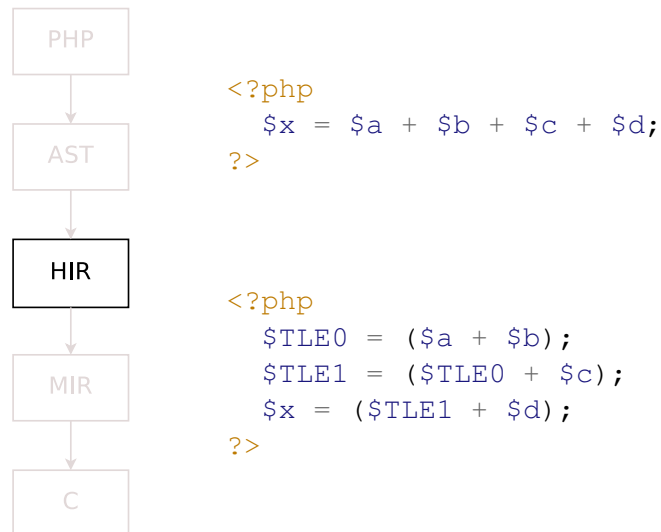 PHP
AST
HIR
MIR
C
<?php
$x = $a + $b + $c + $d;
?>
<?php
$TLE0 = ($a + $b);
$TLE1 = ($TLE0 + $c);
$x = ($TLE1 + $d);
?>